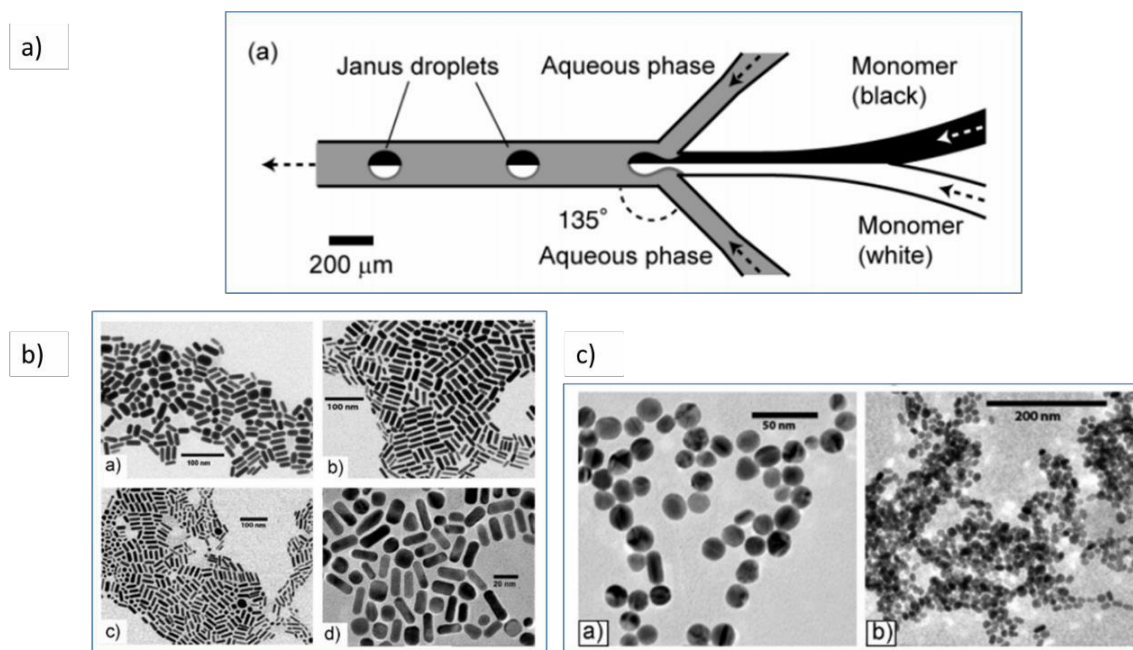 a)
(a)
Janus droplets
Aqueous phase
Monomer
(black)
135°
Aqueous phase
Monomer
(white)
200 μm
b)
100 nm
a)
100 nm
b)
100 nm
c)
20 nm
d)
c)
50 nm
a)
200 nm
b)